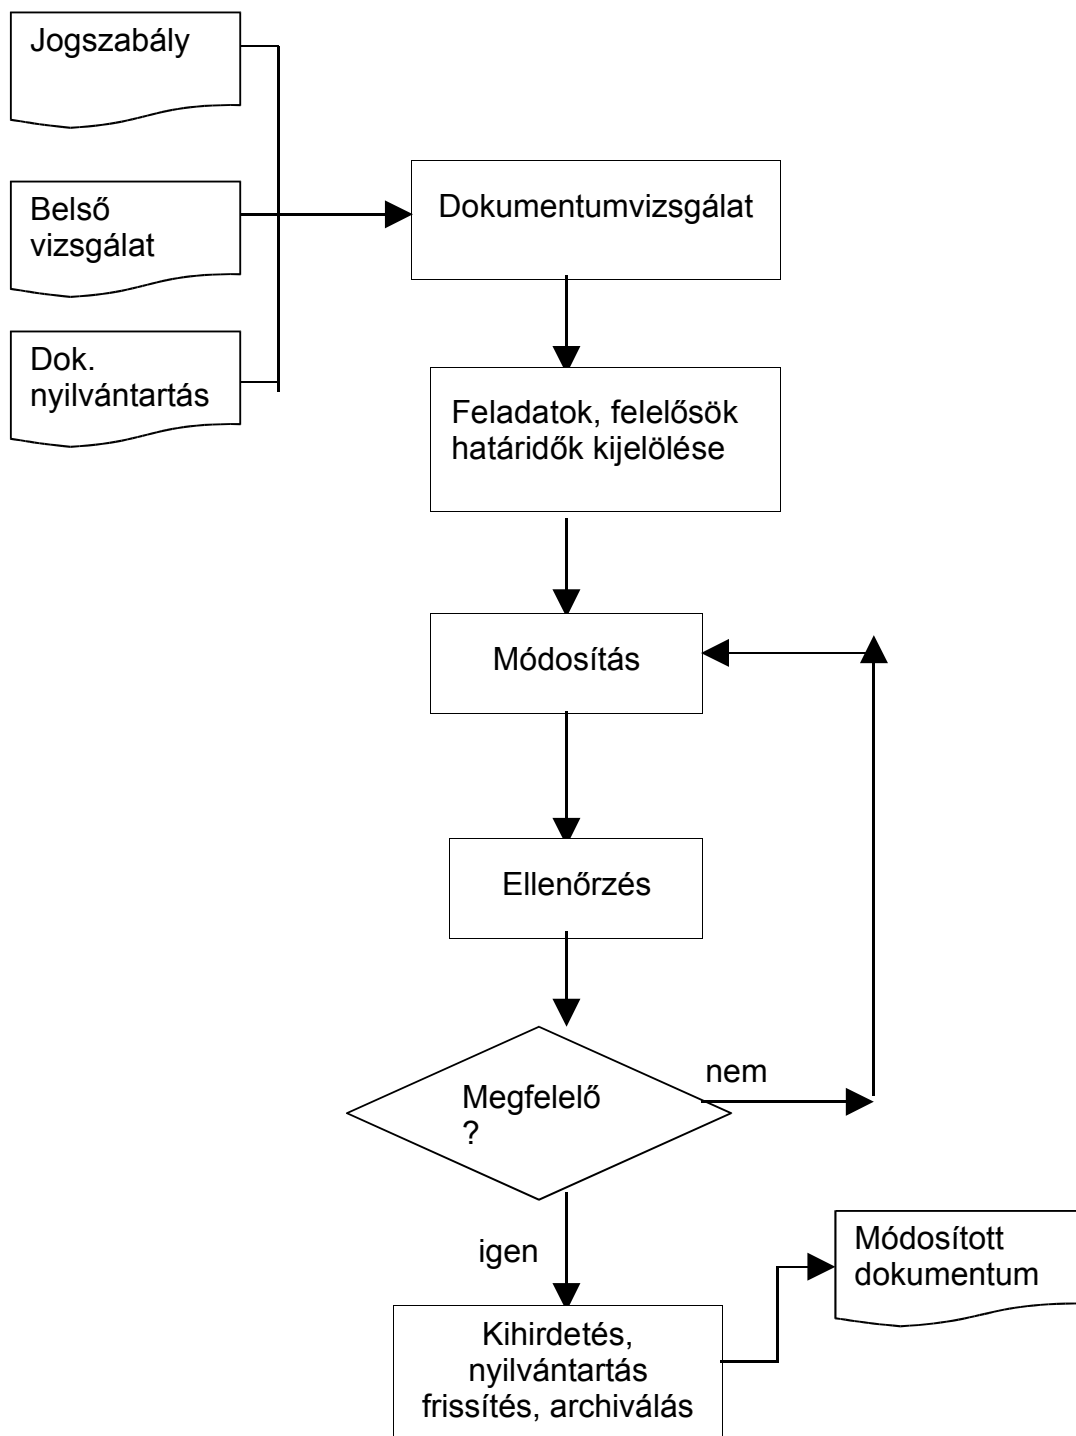 Jogszabály
Belső
vizsgálat
Dok.
nyilvántartás
Dokumentumvizsgálat
Feladatok, felelősök
határidők kijelölése
Módosítás
Ellenőrzés
Megfelelő
?
nem
igen
Módosított
dokumentum
Kihirdetés,
nyilvántartás
frissítés, archiválás